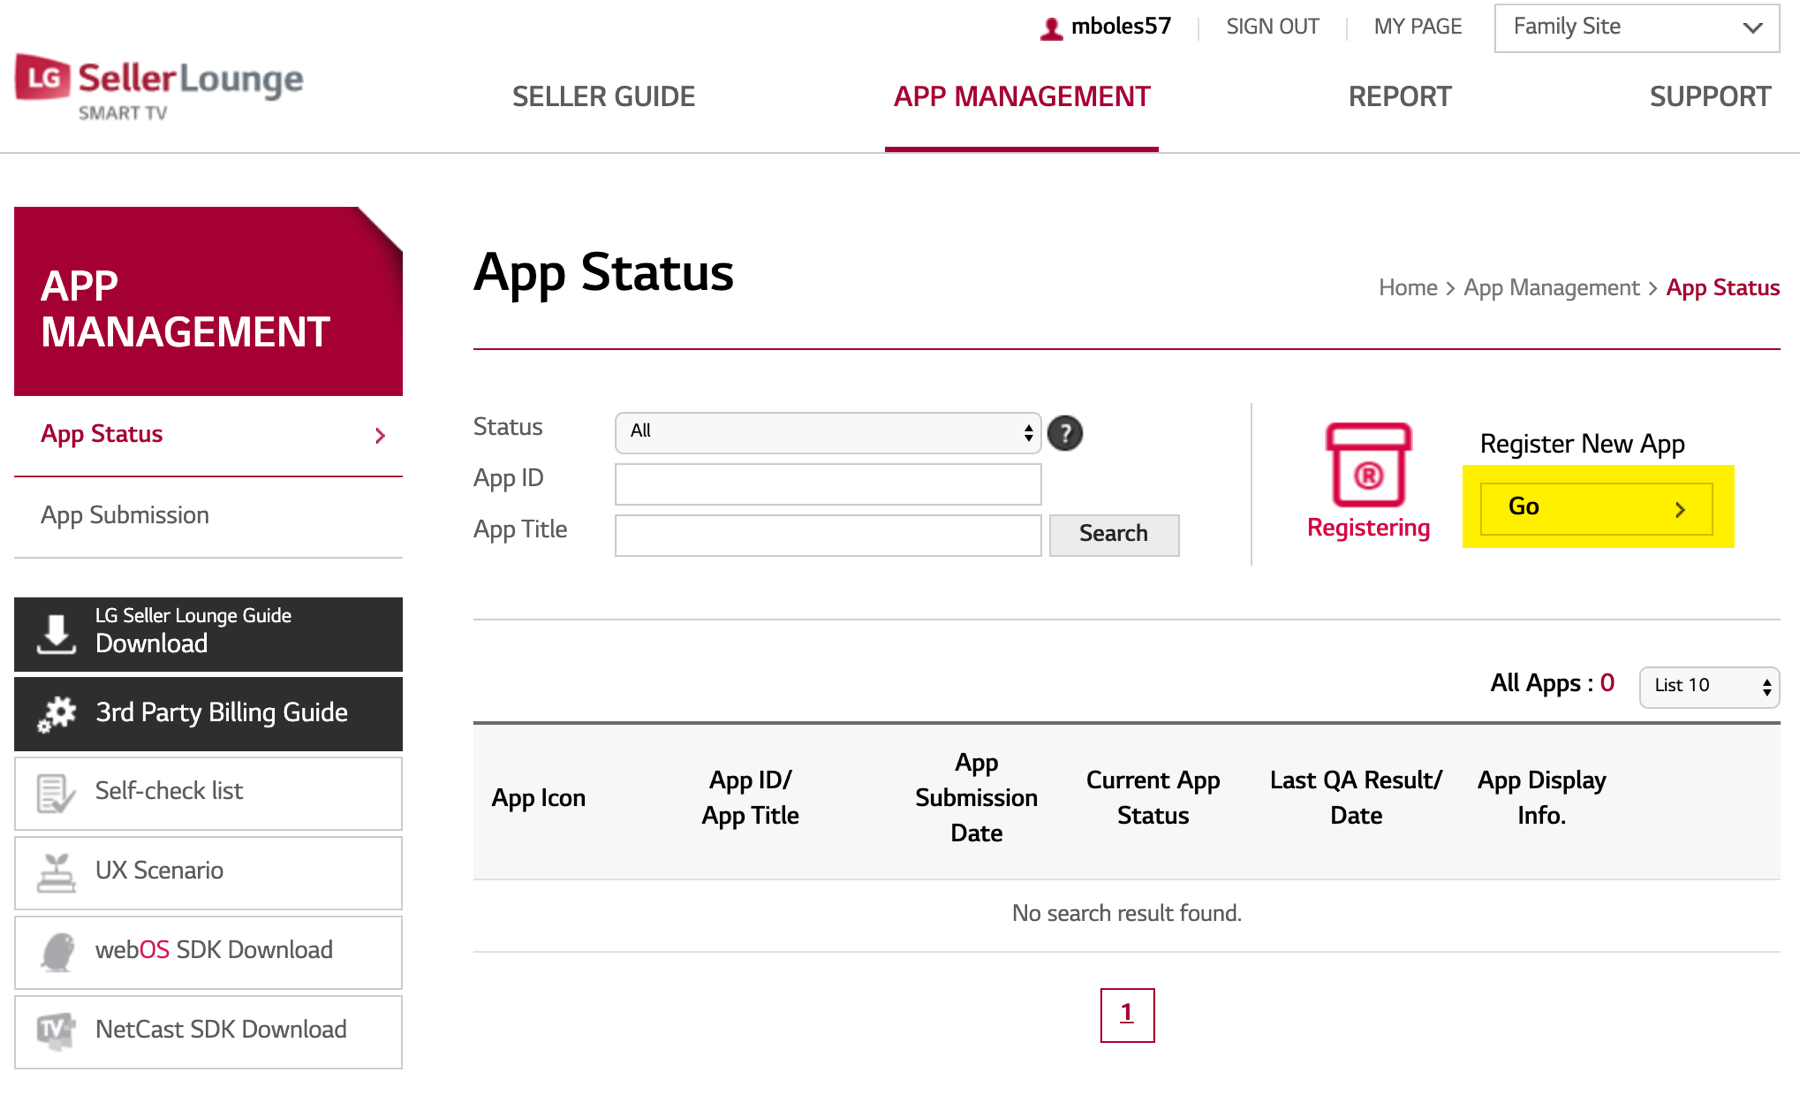 mboles57
SIGN OUT
MY PAGE
Family Site
LG SellerLounge
SMART TV
SELLER GUIDE
APP MANAGEMENT
REPORT
SUPPORT
APP
MANAGEMENT
App Status
App Submission
LG Seller Lounge Guide
Download
3rd Party Billing Guide
Self-check list
UX Scenario
webOS SDK Download
TV
NetCast SDK Download
App Status
Home > App Management > App Status
Status
All
?
App ID
App Title
Search
®
Registering
Register New App
Go
All Apps : 0
List 10
App Icon
App ID/
App Title
App
Submission
Date
Current App
Status
Last QA Result/
Date
App Display
Info.
No search result found.
1